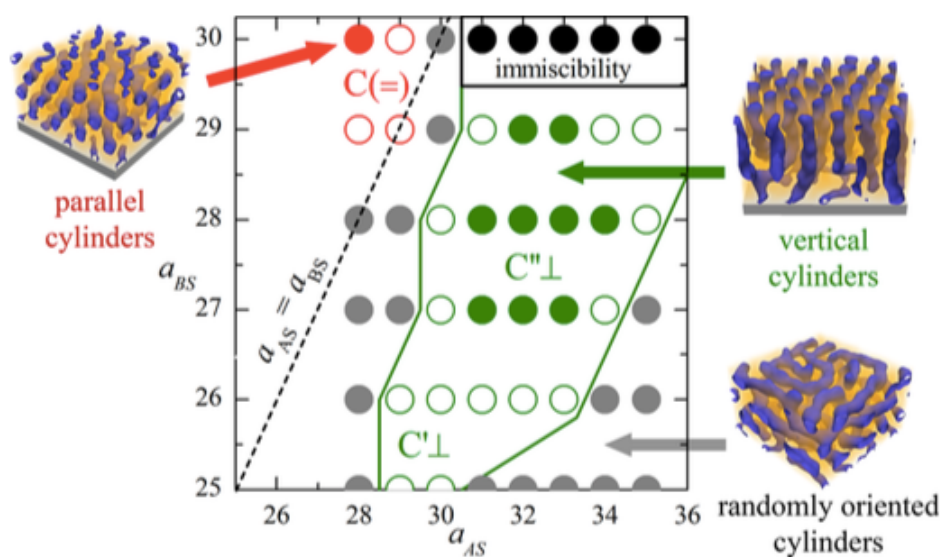 30
29
28
27
26
25
a_BS
26
28
30
32
34
36
a_AS
C(=)
immiscibility
a_AS = a_BS
C''⊥
C'⊥
parallel
cylinders
vertical
cylinders
randomly oriented
cylinders